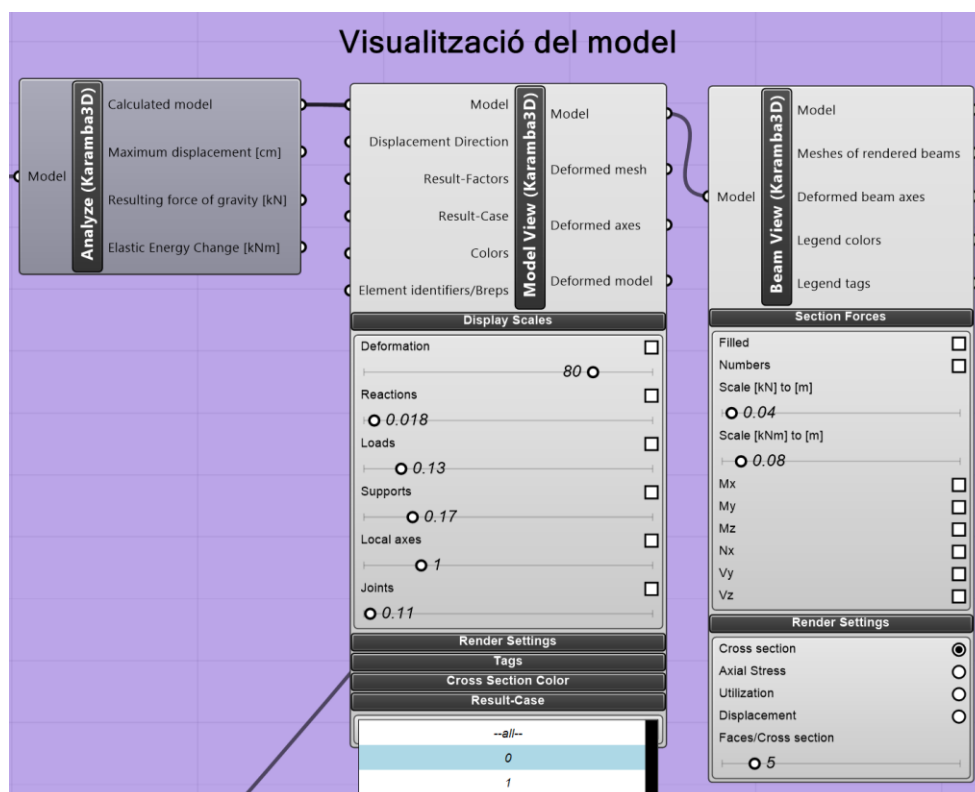 Visualització del model
Model
Analyze (Karamba3D)
Calculated model
Maximum displacement [cm]
Resulting force of gravity [kN]
Elastic Energy Change [kNm]
Model
Displacement Direction
Result-Factors
Result-Case
Colors
Element identifiers/Breps
Model View (Karamba3D)
Model
Deformed mesh
Deformed axes
Deformed model
Display Scales
Deformation
80
Reactions
0.018
Loads
0.13
Supports
0.17
Local axes
1
Joints
0.11
Render Settings
Tags
Cross Section Color
Result-Case
--all--
0
1
Model
Beam View (Karamba3D)
Model
Meshes of rendered beams
Deformed beam axes
Legend colors
Legend tags
Section Forces
Filled
Numbers
Scale [kN] to [m]
0.04
Scale [kNm] to [m]
0.08
Mx
My
Mz
Nx
Vy
Vz
Render Settings
Cross section
Axial Stress
Utilization
Displacement
Faces/Cross section
5